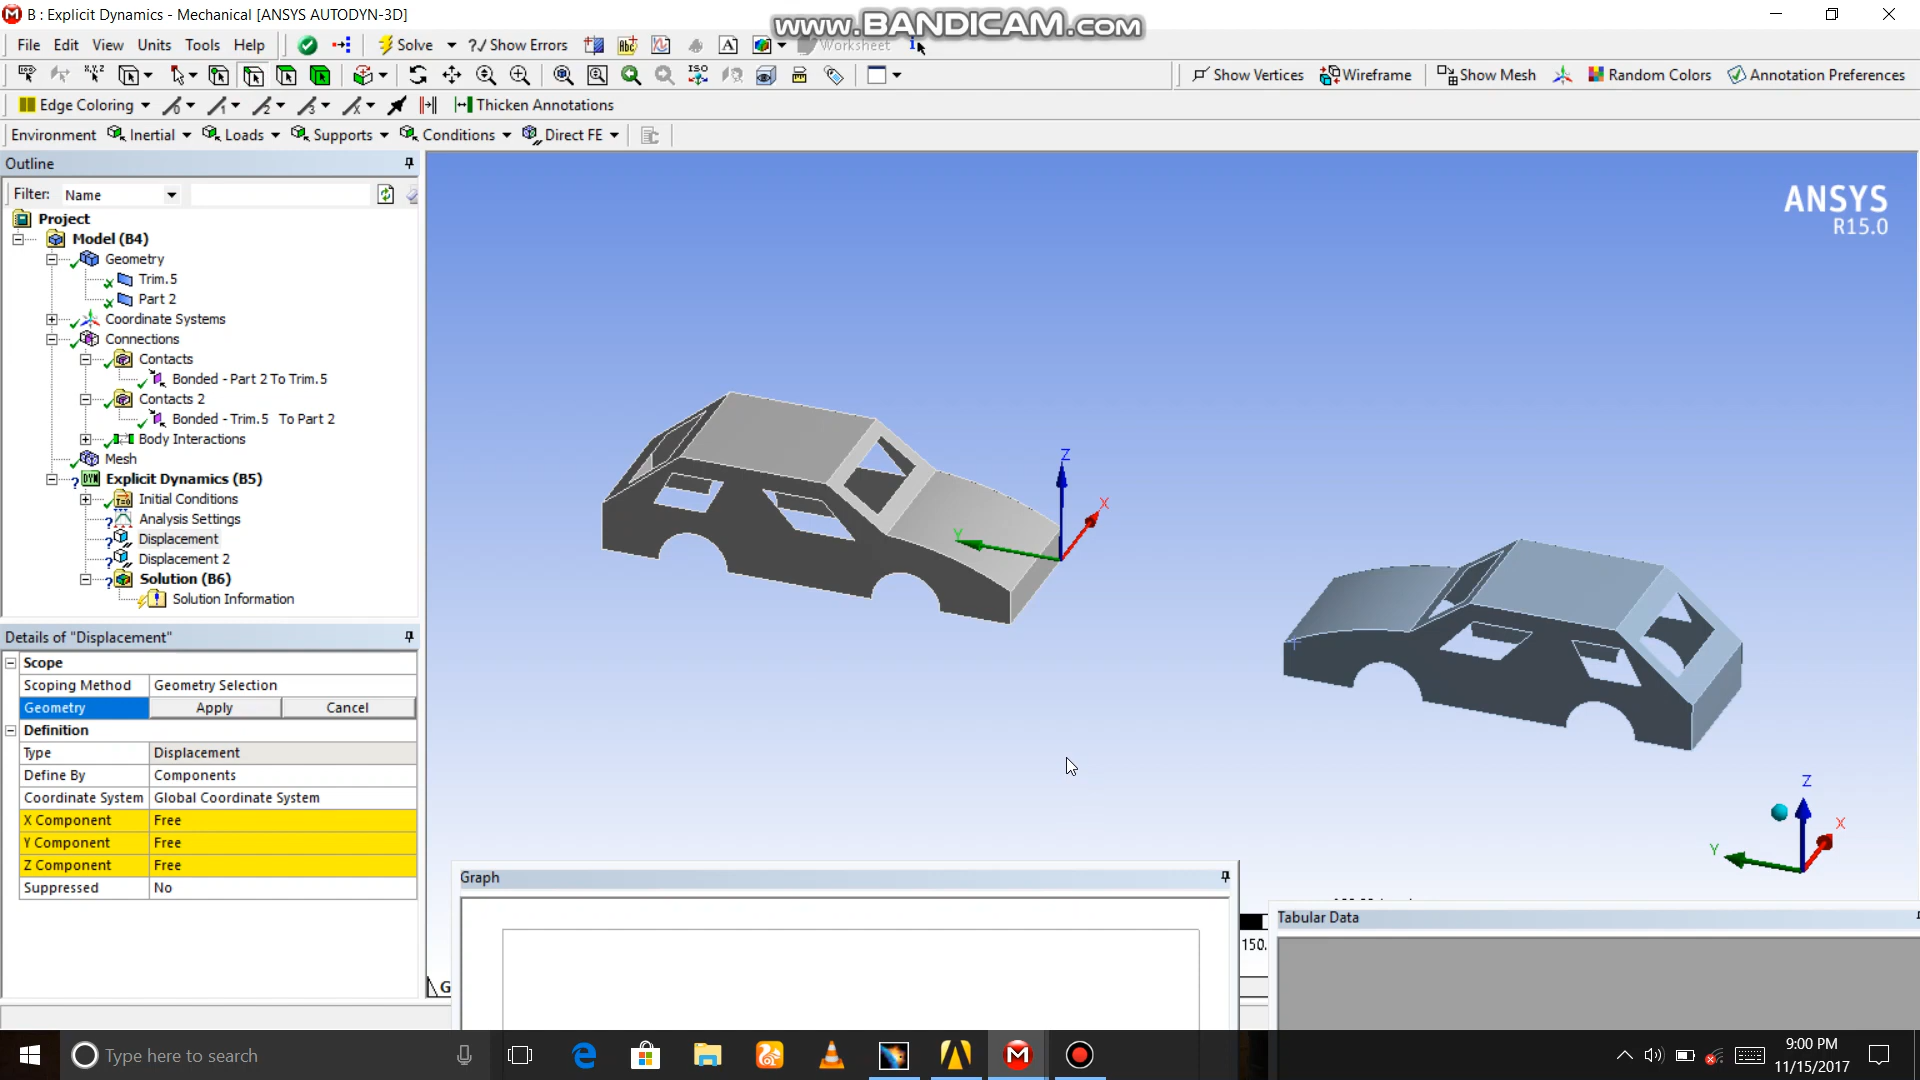 B : Explicit Dynamics - Mechanical [ANSYS AUTODYN-3D]
www.BANDICAM.com
File Edit View Units Tools Help Solve ?/ Show Errors Worksheet
Show Vertices Wireframe Show Mesh Random Colors Annotation Preferences
Edge Coloring Thicken Annotations
Environment Inertial Loads Supports Conditions Direct FE
Outline
Filter: Name
Project
Model (B4)
Geometry
Trim.5
Part 2
Coordinate Systems
Connections
Contacts
Bonded - Part 2 To Trim.5
Contacts 2
Bonded - Trim.5 To Part 2
Body Interactions
Mesh
Explicit Dynamics (B5)
Initial Conditions
Analysis Settings
Displacement
Displacement 2
Solution (B6)
Solution Information
Details of "Displacement"
Scope
Scoping Method Geometry Selection
Geometry Apply Cancel
Definition
Type Displacement
Define By Components
Coordinate System Global Coordinate System
X Component Free
Y Component Free
Z Component Free
Suppressed No
ANSYS
R15.0
Z
X
Y
Z
X
Y
Graph
Tabular Data
150.
G
Type here to search
9:00 PM
11/15/2017